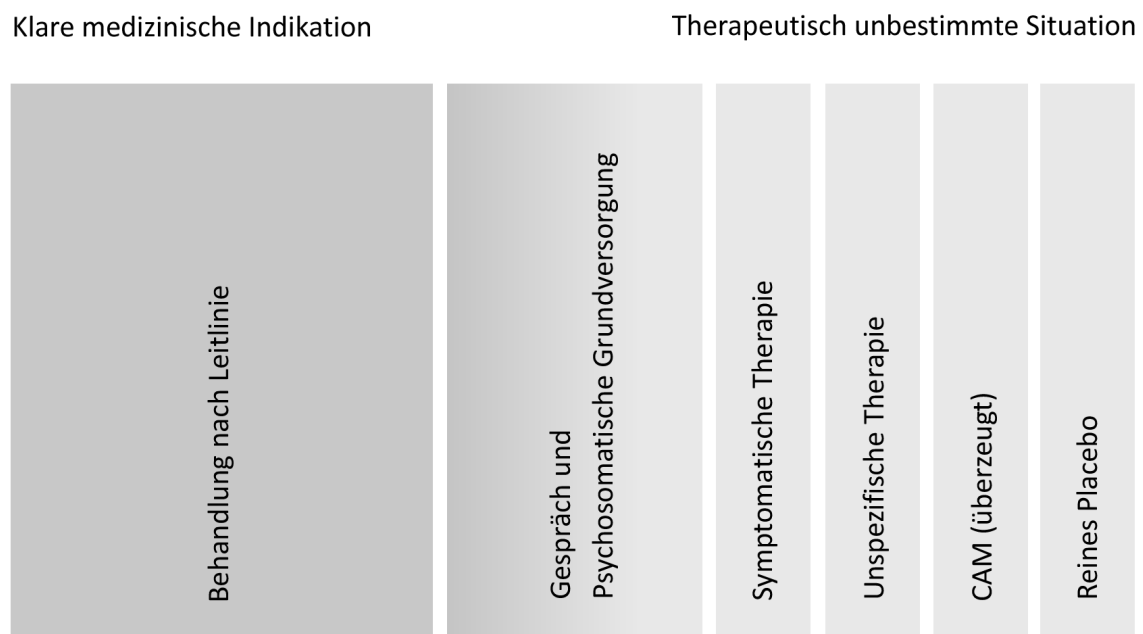 Klare medizinische Indikation
Therapeutisch unbestimmte Situation
Behandlung nach Leitlinie
Gespräch und
Psychosomatische Grundversorgung
Symptomatische Therapie
Unspezifische Therapie
CAM (überzeugt)
Reines Placebo